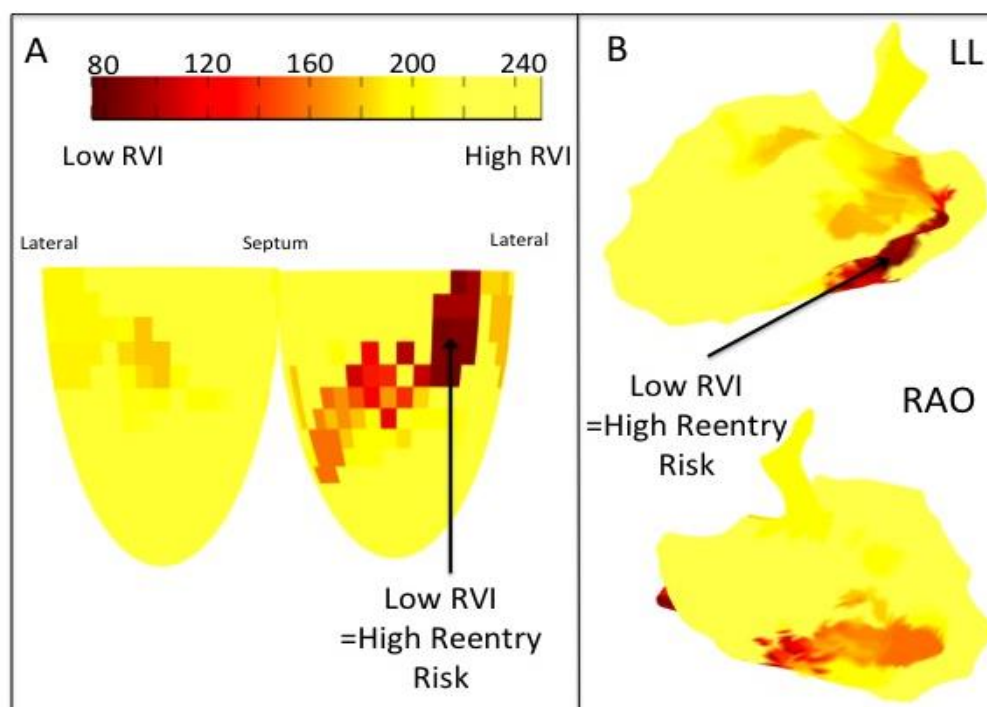 A
80 120 160 200 240
Low RVI High RVI
Lateral Septum Lateral
Low RVI
=High Reentry
Risk
B
LL
Low RVI
=High Reentry
Risk
RAO